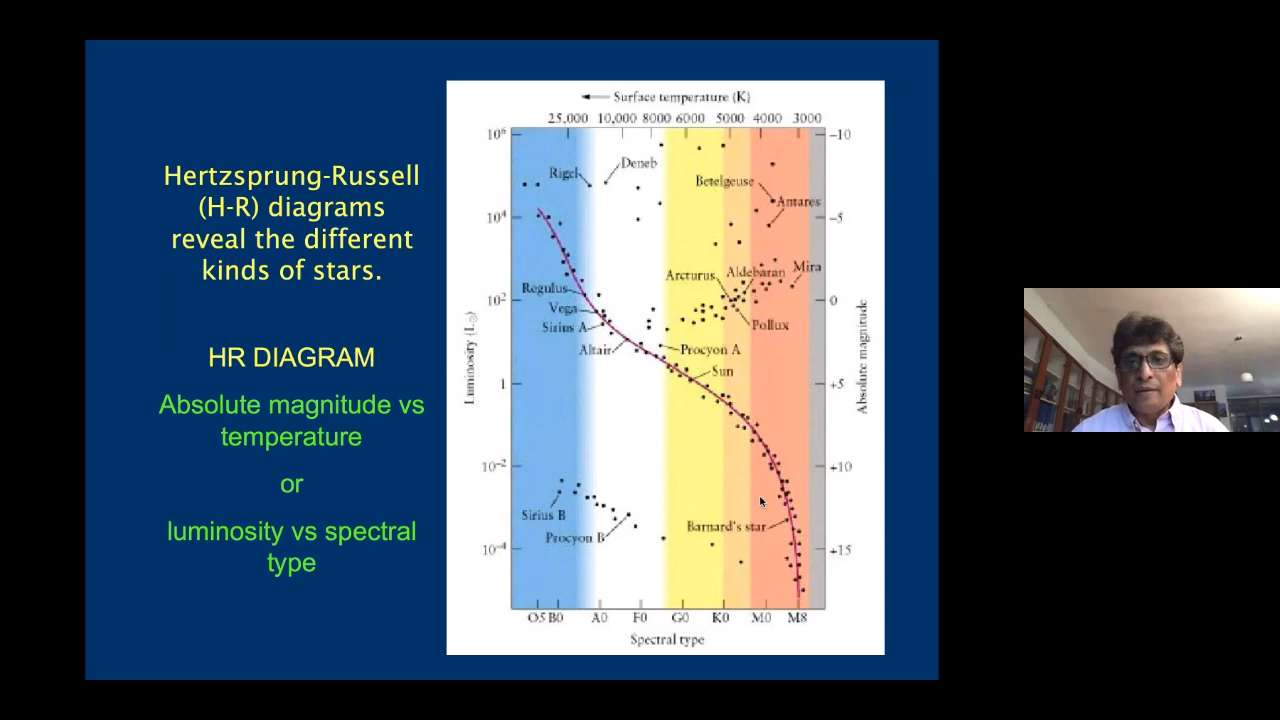 Hertzsprung-Russell
(H-R) diagrams
reveal the different
kinds of stars.
HR DIAGRAM
Absolute magnitude vs
temperature
or
luminosity vs spectral
type
Surface temperature (K)
25,000 10,000 8000 6000 5000 4000 3000
10⁶
10⁴
10²
1
10⁻²
10⁻⁴
Luminosity (L☉)
−10
−5
0
+5
+10
+15
Absolute magnitude
Deneb
Rigel
Betelgeuse
Antares
Mira
Arcturus
Aldebaran
Pollux
Regulus
Vega
Sirius A
Altair
Procyon A
Sun
Sirius B
Procyon B
Barnard's star
O5 B0 A0 F0 G0 K0 M0 M8
Spectral type